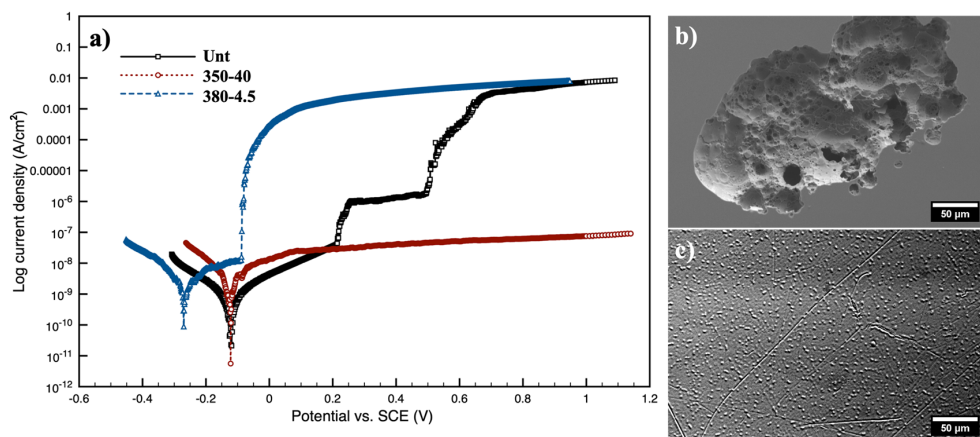 a)
Unt
350-40
380-4.5
Log current density (A/cm²)
0.1
0.01
0.001
0.0001
0.00001
10⁻⁶
10⁻⁷
10⁻⁸
10⁻⁹
10⁻¹⁰
10⁻¹¹
10⁻¹²
-0.6 -0.4 -0.2 0 0.2 0.4 0.6 0.8 1 1.2
Potential vs. SCE (V)
b)
50 µm
c)
50 µm